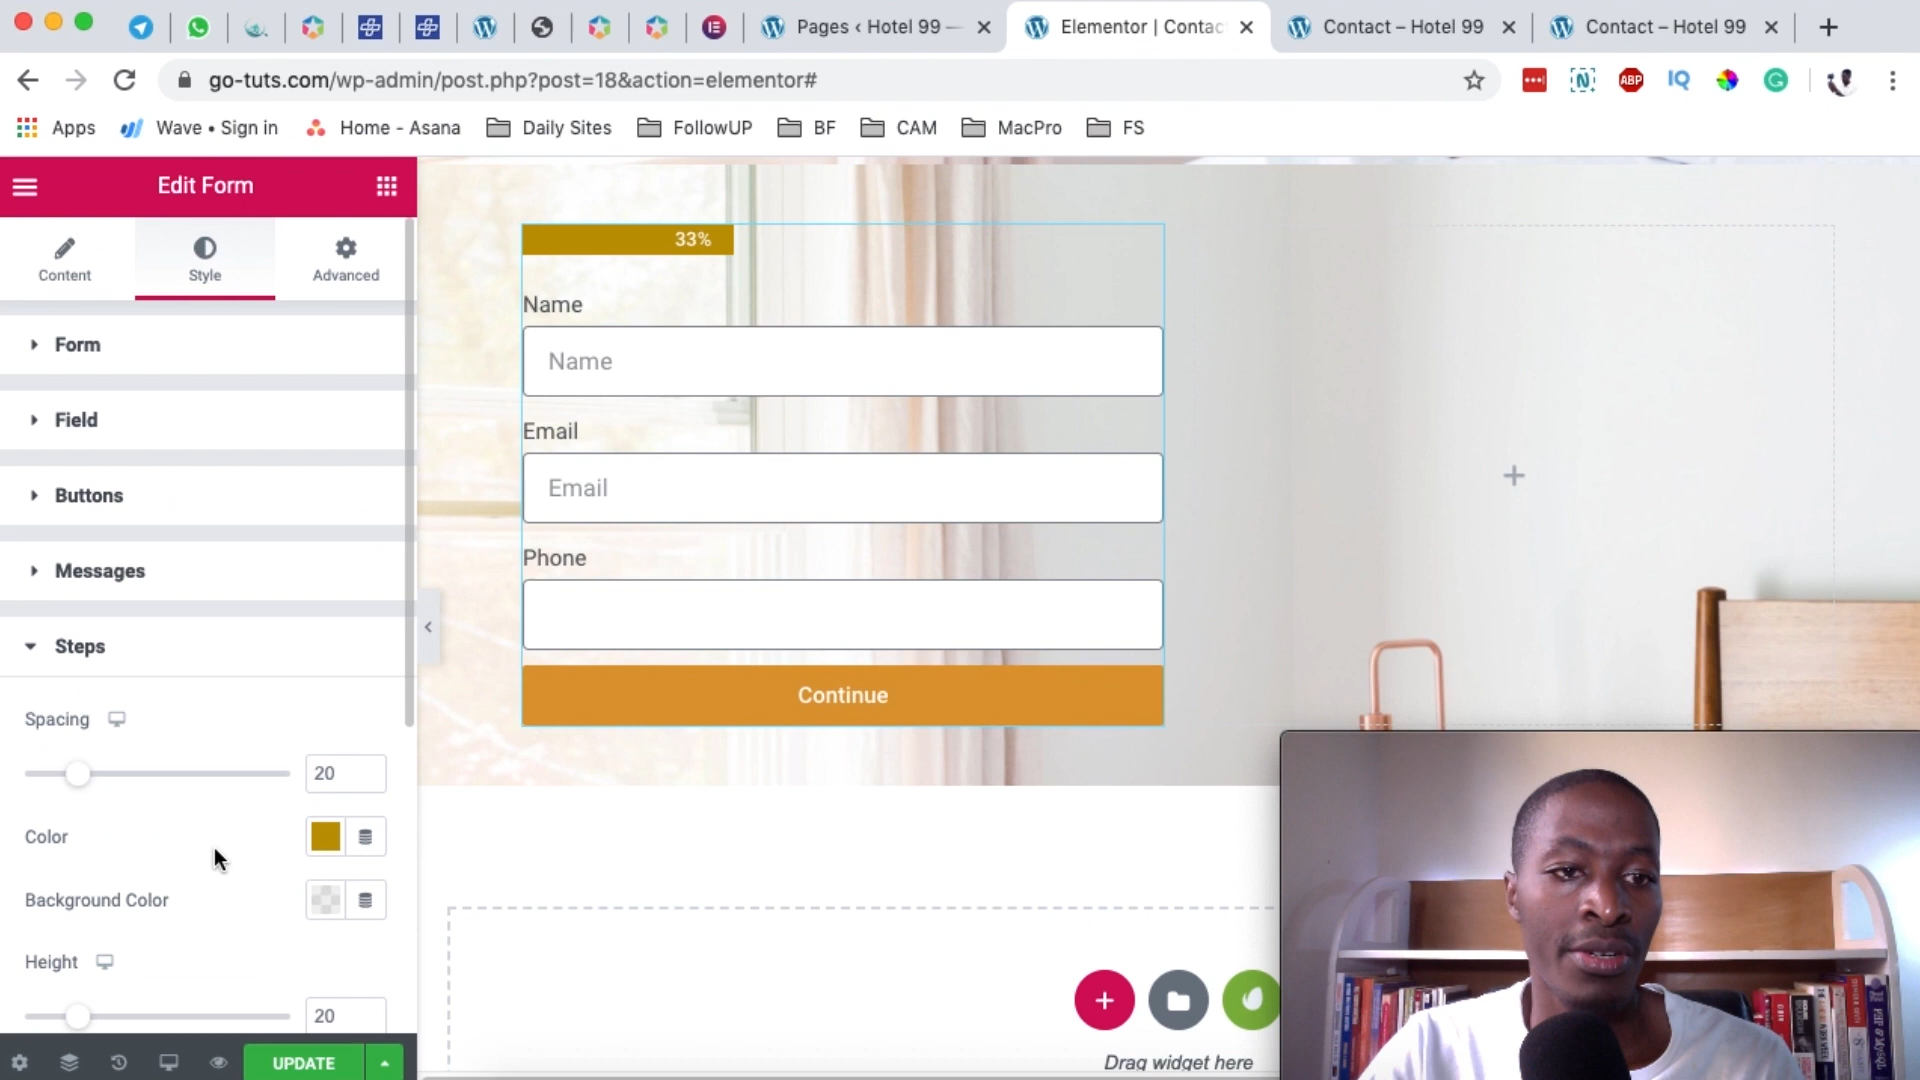 Pages ‹ Hotel 99 —
Elementor | Contac
Contact – Hotel 99
Contact – Hotel 99
go-tuts.com/wp-admin/post.php?post=18&action=elementor#
ABP
IQ
Apps
Wave • Sign in
Home - Asana
Daily Sites
FollowUP
BF
CAM
MacPro
FS
Edit Form
Content
Style
Advanced
Form
Field
Buttons
Messages
Steps
Spacing
20
Color
Background Color
Height
20
UPDATE
33%
Name
Name
Email
Email
Phone
Continue
Drag widget here